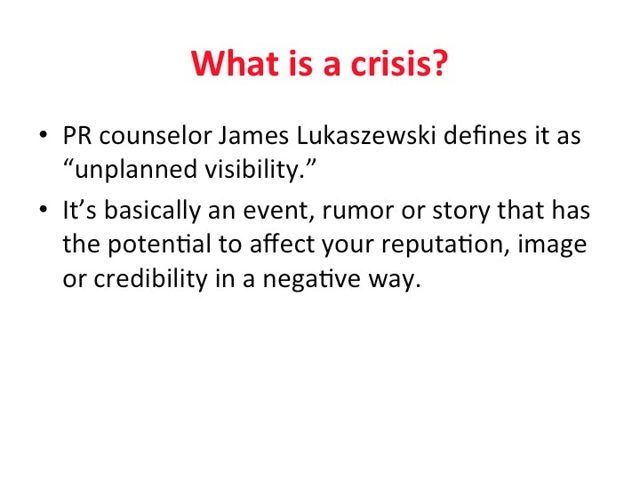 What is a crisis?
• PR counselor James Lukaszewski defines it as
“unplanned visibility.”
• It’s basically an event, rumor or story that has
the potential to affect your reputation, image
or credibility in a negative way.